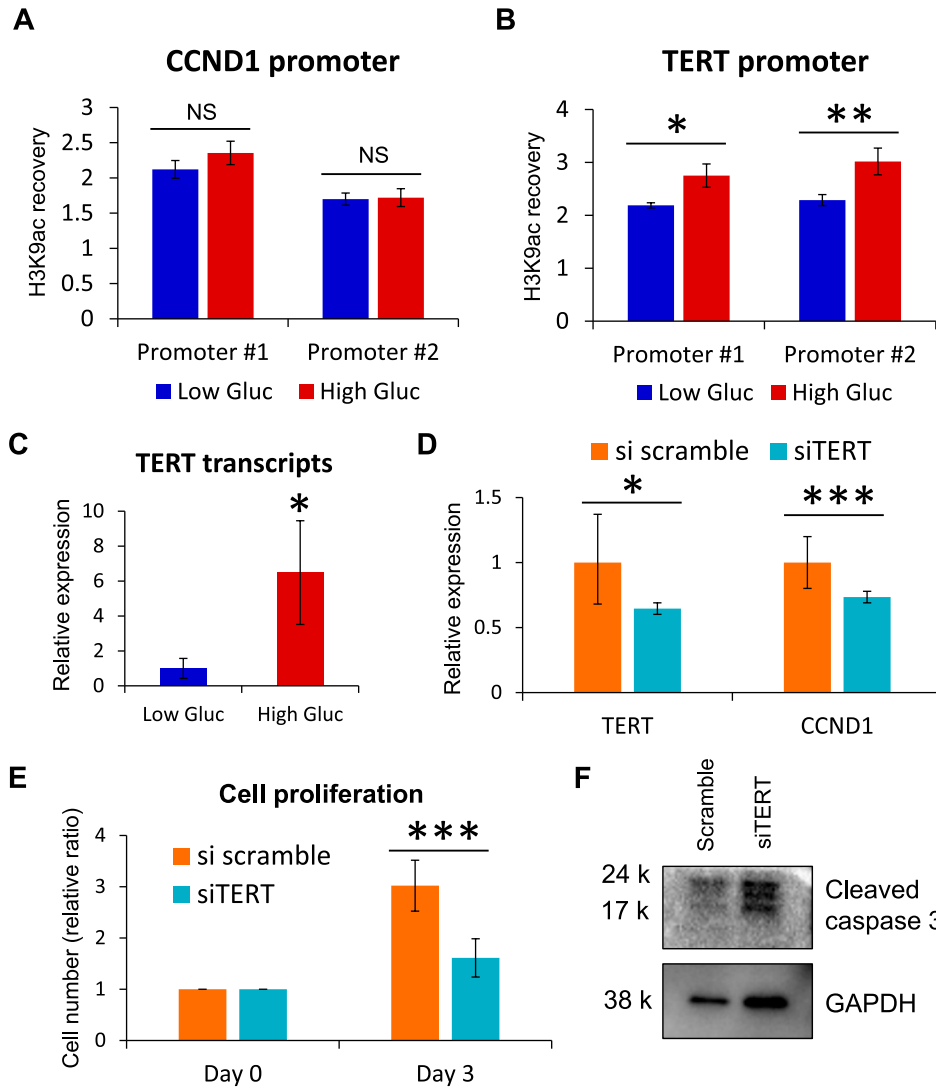 A
CCND1 promoter
H3K9ac recovery
3
2.5
2
1.5
1
0.5
0
NS
NS
Promoter #1
Promoter #2
Low Gluc
High Gluc
B
TERT promoter
H3K9ac recovery
4
3
2
1
0
*
**
Promoter #1
Promoter #2
Low Gluc
High Gluc
C
TERT transcripts
Relative expression
10
8
6
4
2
0
*
Low Gluc
High Gluc
D
si scramble
siTERT
Relative expression
1.5
1
0.5
0
*
***
TERT
CCND1
E
Cell proliferation
Cell number (relative ratio)
4
3
2
1
0
si scramble
siTERT
***
Day 0
Day 3
F
Scramble
siTERT
24 k
17 k
Cleaved
caspase 3
38 k
GAPDH